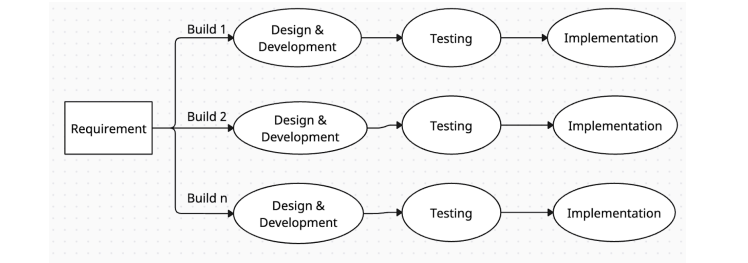 Build 1
Design &
Development
Testing
Implementation
Requirement
Build 2
Design &
Development
Testing
Implementation
Build n
Design &
Development
Testing
Implementation